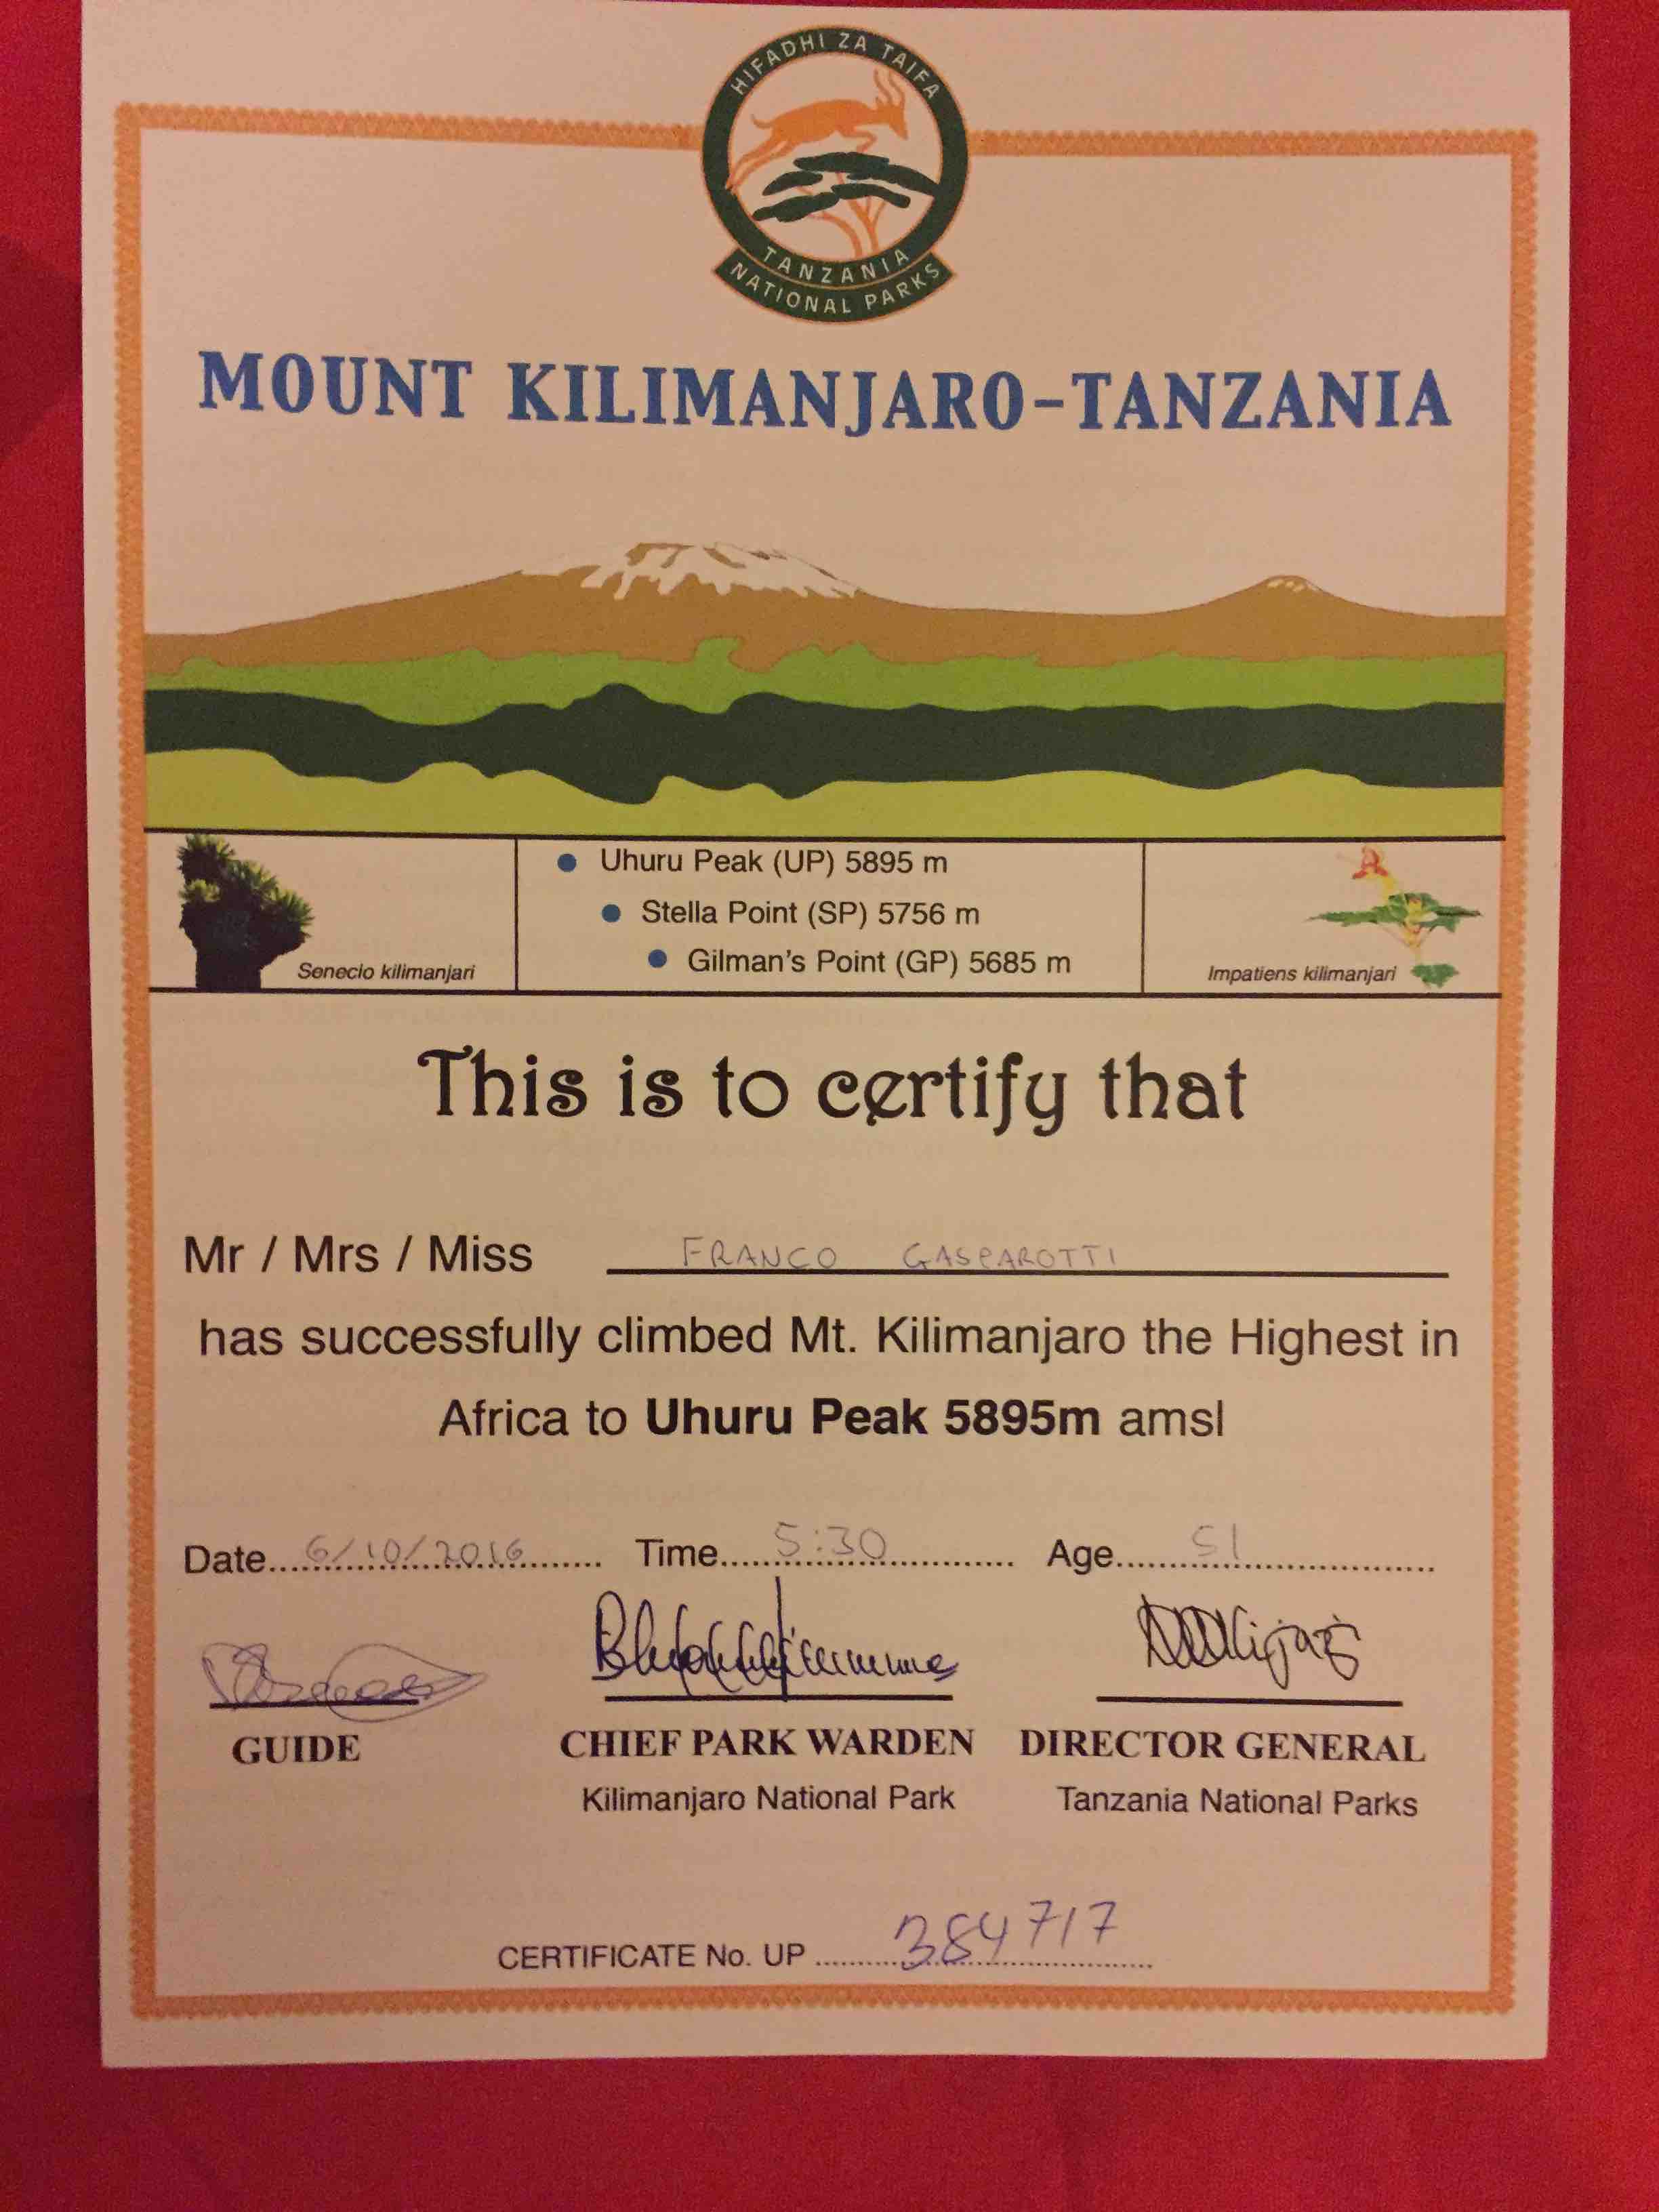 HIFADHI ZA TAIFA
TANZANIA
NATIONAL PARKS
MOUNT KILIMANJARO-TANZANIA
Uhuru Peak (UP) 5895 m
Stella Point (SP) 5756 m
Gilman's Point (GP) 5685 m
Senecio kilimanjari
Impatiens kilimanjari
This is to certify that
Mr / Mrs / Miss FRANCO GASPAROTTI
has successfully climbed Mt. Kilimanjaro the Highest in
Africa to Uhuru Peak 5895m amsl
Date....6/10/2016........ Time.....5:30............ Age.......51................
GUIDE CHIEF PARK WARDEN DIRECTOR GENERAL
Kilimanjaro National Park Tanzania National Parks
CERTIFICATE No. UP ..........384717..........